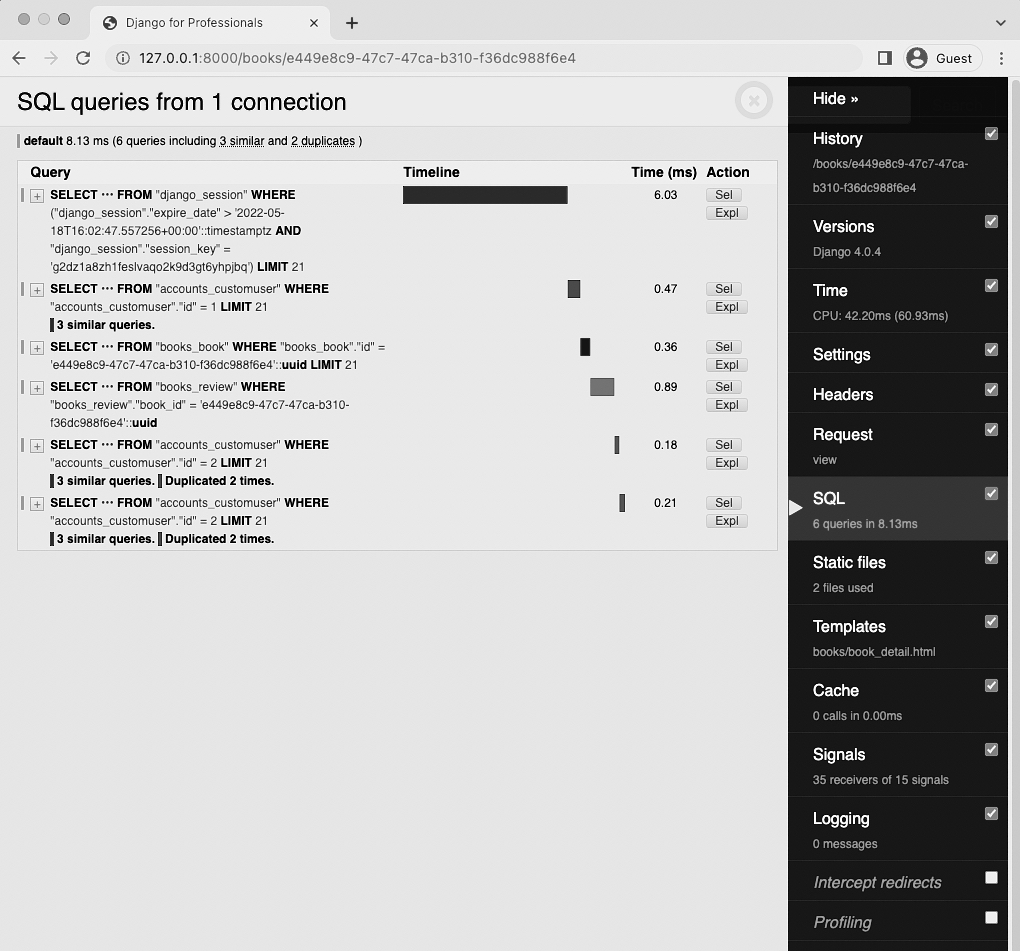 Django for Professionals
127.0.0.1:8000/books/e449e8c9-47c7-47ca-b310-f36dc988f6e4
Guest
SQL queries from 1 connection
default 8.13 ms (6 queries including 3 similar and 2 duplicates )
Query Timeline Time (ms) Action
SELECT ••• FROM "django_session" WHERE 6.03 Sel
("django_session"."expire_date" > '2022-05- Expl
18T16:02:47.557256+00:00'::timestamptz AND
"django_session"."session_key" =
'g2dz1a8zh1feslvaqo2k9d3gt6yhpjbq') LIMIT 21
SELECT ••• FROM "accounts_customuser" WHERE 0.47 Sel
"accounts_customuser"."id" = 1 LIMIT 21 Expl
3 similar queries.
SELECT ••• FROM "books_book" WHERE "books_book"."id" = 0.36 Sel
'e449e8c9-47c7-47ca-b310-f36dc988f6e4'::uuid LIMIT 21 Expl
SELECT ••• FROM "books_review" WHERE 0.89 Sel
"books_review"."book_id" = 'e449e8c9-47c7-47ca-b310- Expl
f36dc988f6e4'::uuid
SELECT ••• FROM "accounts_customuser" WHERE 0.18 Sel
"accounts_customuser"."id" = 2 LIMIT 21 Expl
3 similar queries. Duplicated 2 times.
SELECT ••• FROM "accounts_customuser" WHERE 0.21 Sel
"accounts_customuser"."id" = 2 LIMIT 21 Expl
3 similar queries. Duplicated 2 times.
Hide »
History
/books/e449e8c9-47c7-47ca-
b310-f36dc988f6e4
Versions
Django 4.0.4
Time
CPU: 42.20ms (60.93ms)
Settings
Headers
Request
view
SQL
6 queries in 8.13ms
Static files
2 files used
Templates
books/book_detail.html
Cache
0 calls in 0.00ms
Signals
35 receivers of 15 signals
Logging
0 messages
Intercept redirects
Profiling